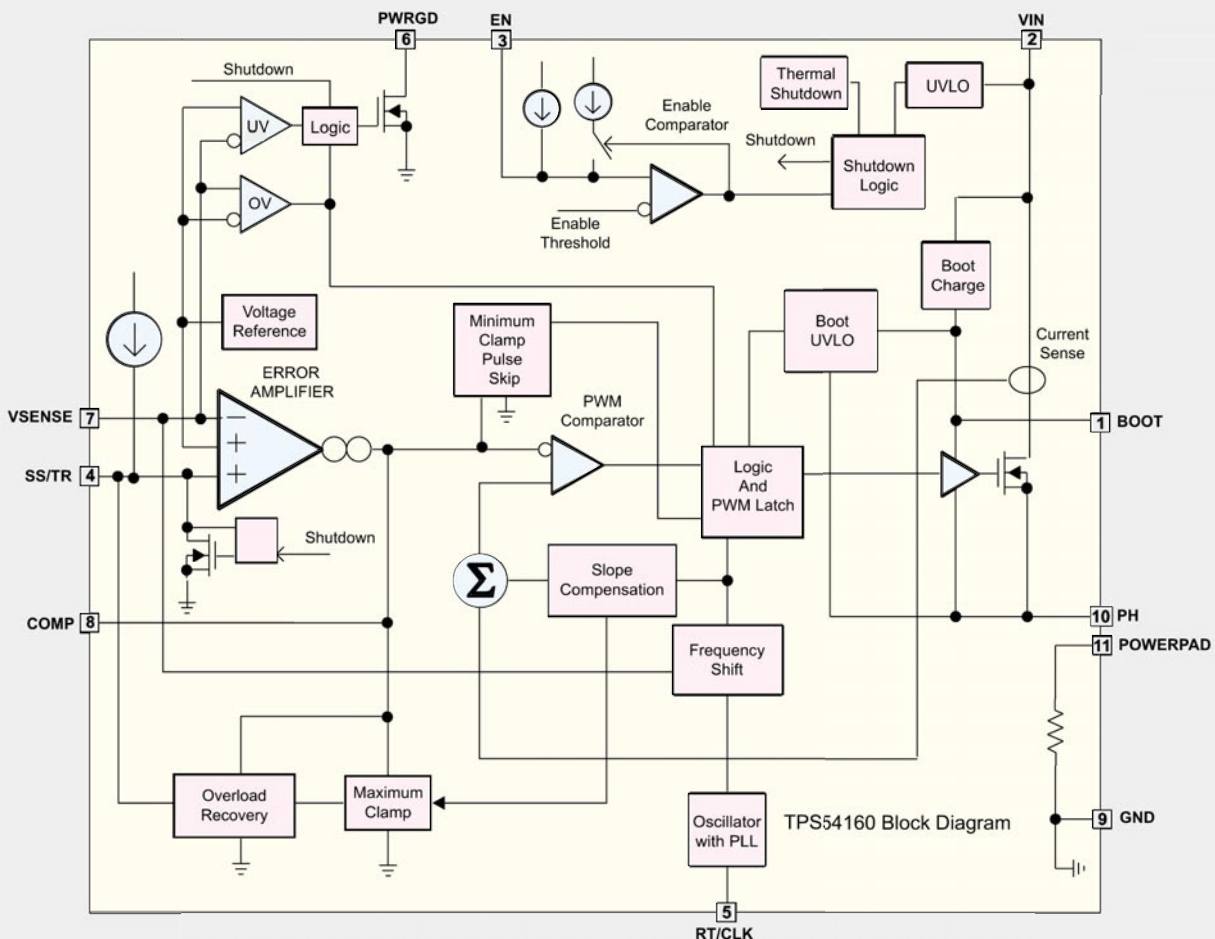 PWRGD
EN
VIN
6
3
2
Shutdown
Thermal
Shutdown
UVLO
UV
Logic
Enable
Comparator
Shutdown
Shutdown
Logic
OV
Enable
Threshold
Boot
Charge
Voltage
Reference
Minimum
Clamp
Pulse
Skip
Boot
UVLO
Current
Sense
ERROR
AMPLIFIER
PWM
Comparator
VSENSE 7
−
1 BOOT
+
SS/TR 4
+
Logic
And
PWM Latch
Shutdown
Σ
Slope
Compensation
COMP 8
10 PH
11 POWERPAD
Frequency
Shift
Overload
Recovery
Maximum
Clamp
Oscillator
with PLL
TPS54160 Block Diagram
9 GND
5
RT/CLK